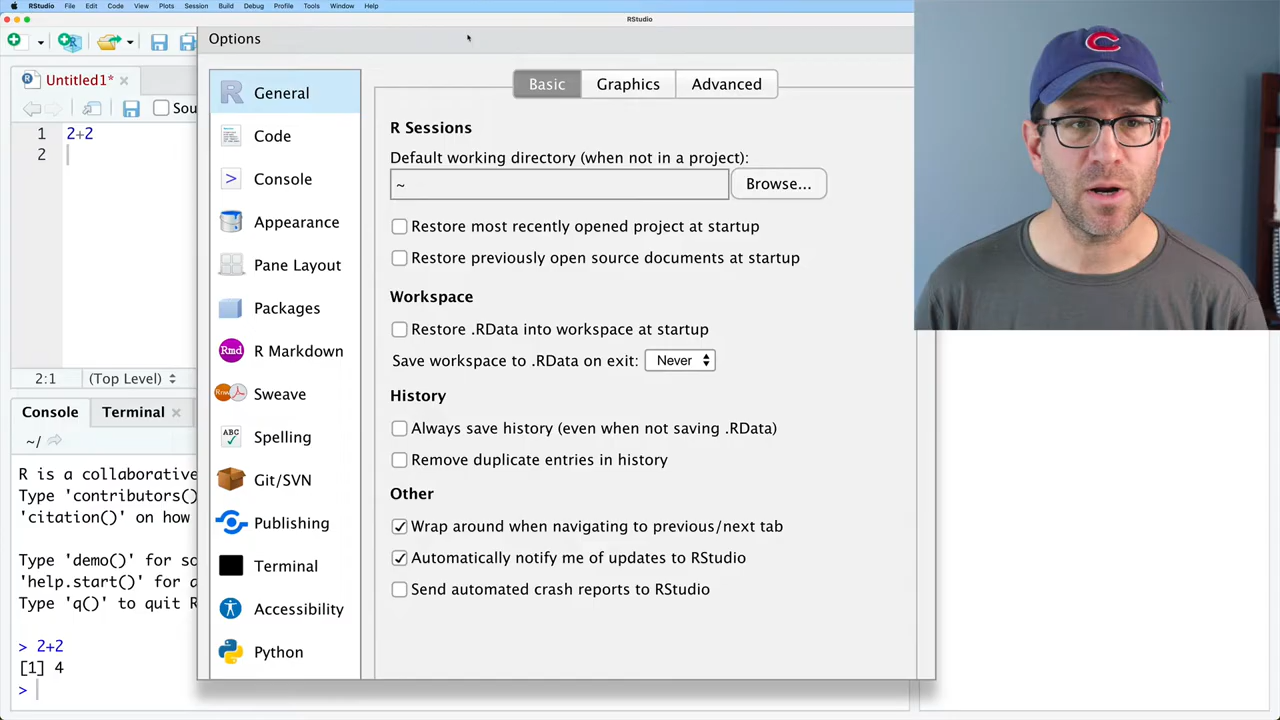 RStudio File Edit Code View Plots Session Build Debug Profile Tools Window Help
RStudio
Options
Untitled1*
Sou
1 2+2
2
2:1 (Top Level)
Console Terminal
~/
R is a collaborative
Type 'contributors()
'citation()' on how
Type 'demo()' for so
'help.start()' for a
Type 'q()' to quit R
> 2+2
[1] 4
>
General
Code
Console
Appearance
Pane Layout
Packages
Rmd R Markdown
Sweave
ABC Spelling
Git/SVN
Publishing
Terminal
Accessibility
Python
Basic Graphics Advanced
R Sessions
Default working directory (when not in a project):
~ Browse...
Restore most recently opened project at startup
Restore previously open source documents at startup
Workspace
Restore .RData into workspace at startup
Save workspace to .RData on exit: Never
History
Always save history (even when not saving .RData)
Remove duplicate entries in history
Other
Wrap around when navigating to previous/next tab
Automatically notify me of updates to RStudio
Send automated crash reports to RStudio
C